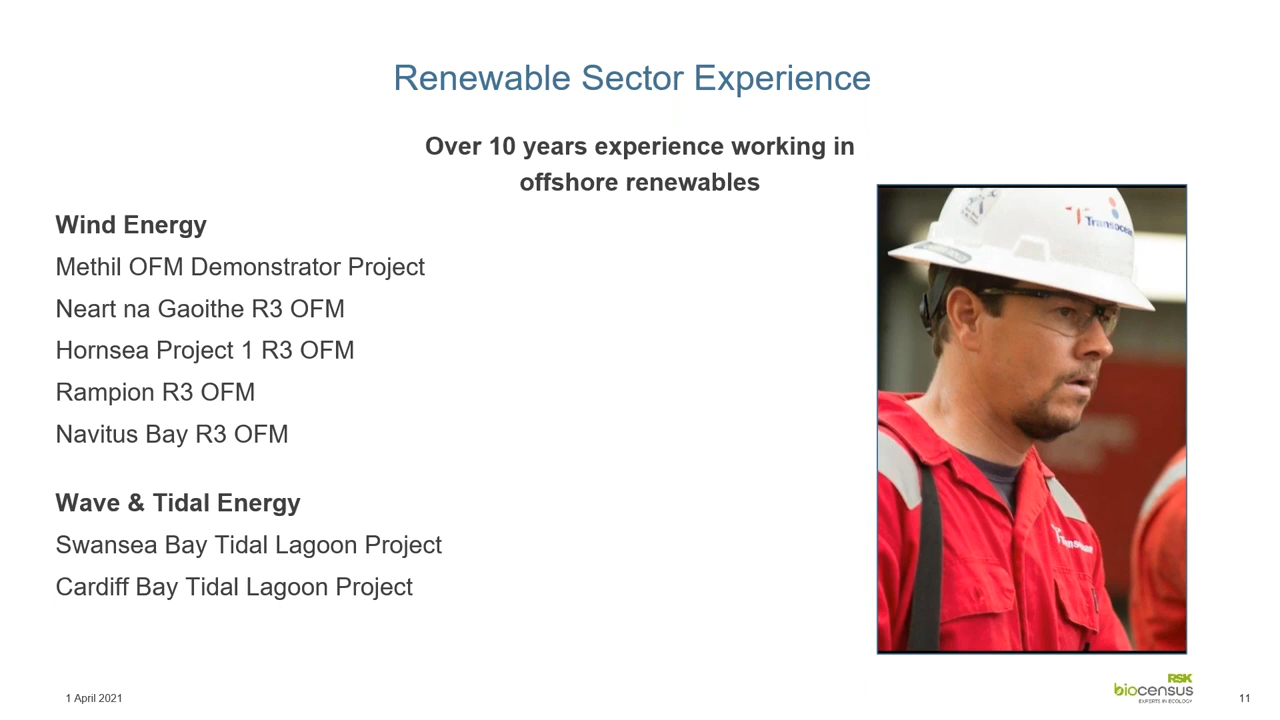 Renewable Sector Experience
Over 10 years experience working in
offshore renewables
Wind Energy
Methil OFM Demonstrator Project
Neart na Gaoithe R3 OFM
Hornsea Project 1 R3 OFM
Rampion R3 OFM
Navitus Bay R3 OFM
Wave & Tidal Energy
Swansea Bay Tidal Lagoon Project
Cardiff Bay Tidal Lagoon Project
Transocean
Transocean
1 April 2021
RSK
biocensus
EXPERTS IN ECOLOGY
11